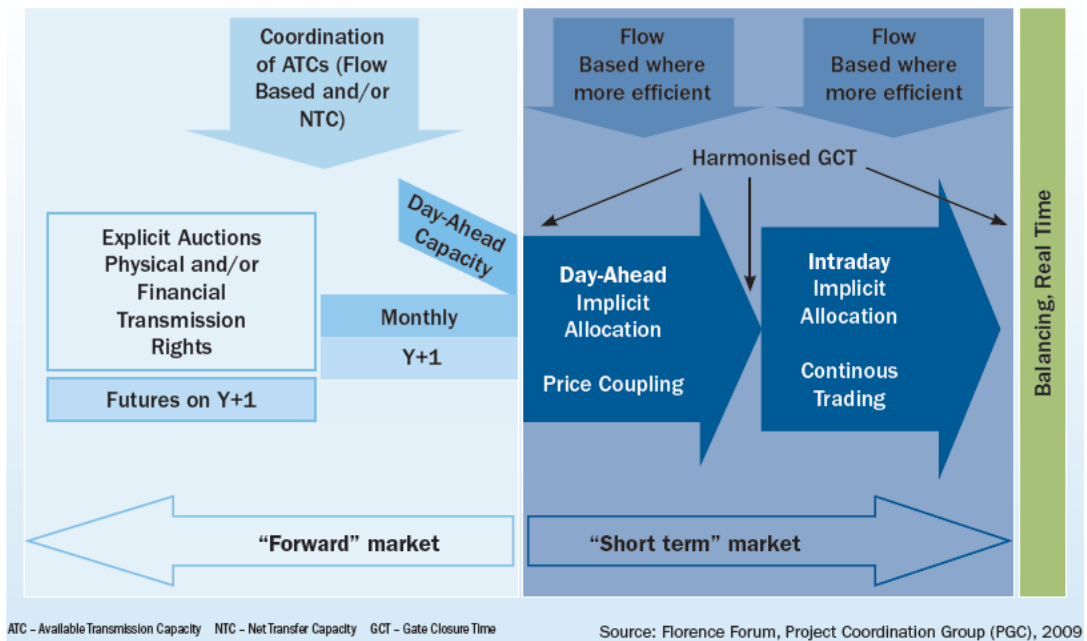 Coordination
of ATCs (Flow
Based and/or
NTC)
Flow
Based where
more efficient
Flow
Based where
more efficient
Harmonised GCT
Explicit Auctions
Physical and/or
Financial
Transmission
Rights
Futures on Y+1
Day-Ahead
Capacity
Monthly
Y+1
Day-Ahead
Implicit
Allocation
Price Coupling
Intraday
Implicit
Allocation
Continous
Trading
Balancing, Real Time
“Forward” market
“Short term” market
ATC – Available Transmission Capacity NTC – Net Transfer Capacity GCT – Gate Closure Time
Source: Florence Forum, Project Coordination Group (PGC), 2009